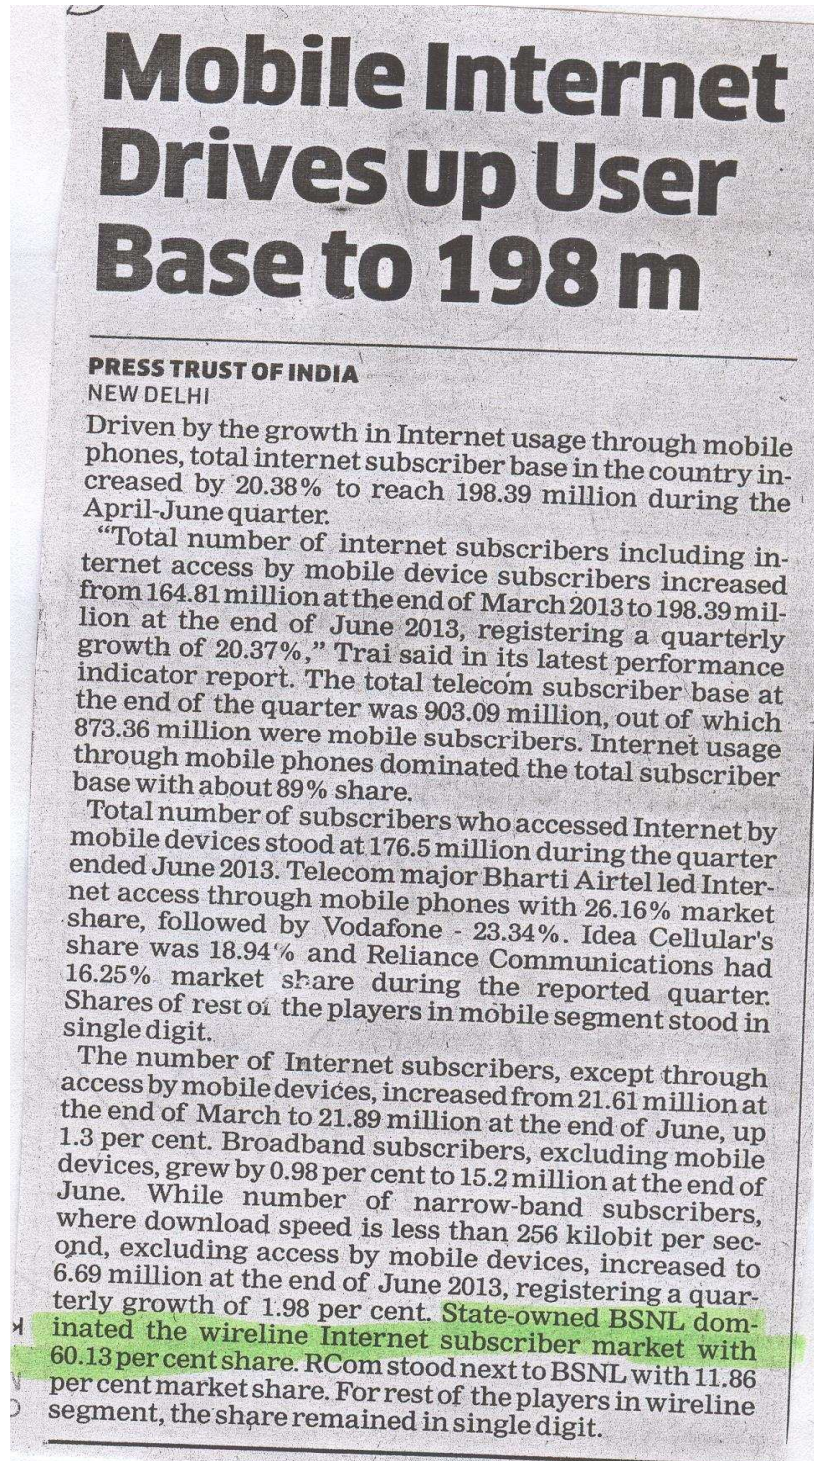 Mobile Internet
Drives up User
Base to 198 m
PRESS TRUST OF INDIA
NEW DELHI
Driven by the growth in Internet usage through mobile
phones, total internet subscriber base in the country in-
creased by 20.38% to reach 198.39 million during the
April-June quarter.
“Total number of internet subscribers including in-
ternet access by mobile device subscribers increased
from 164.81 million at the end of March 2013 to 198.39 mil-
lion at the end of June 2013, registering a quarterly
growth of 20.37%,” Trai said in its latest performance
indicator report. The total telecom subscriber base at
the end of the quarter was 903.09 million, out of which
873.36 million were mobile subscribers. Internet usage
through mobile phones dominated the total subscriber
base with about 89% share.
Total number of subscribers who accessed Internet by
mobile devices stood at 176.5 million during the quarter
ended June 2013. Telecom major Bharti Airtel led Inter-
net access through mobile phones with 26.16% market
share, followed by Vodafone - 23.34%. Idea Cellular's
share was 18.94% and Reliance Communications had
16.25% market share during the reported quarter.
Shares of rest of the players in mobile segment stood in
single digit.
The number of Internet subscribers, except through
access by mobile devices, increased from 21.61 million at
the end of March to 21.89 million at the end of June, up
1.3 per cent. Broadband subscribers, excluding mobile
devices, grew by 0.98 per cent to 15.2 million at the end of
June. While number of narrow-band subscribers,
where download speed is less than 256 kilobit per sec-
ond, excluding access by mobile devices, increased to
6.69 million at the end of June 2013, registering a quar-
terly growth of 1.98 per cent. State-owned BSNL dom-
inated the wireline Internet subscriber market with
60.13 per cent share. RCom stood next to BSNL with 11.86
per cent market share. For rest of the players in wireline
segment, the share remained in single digit.